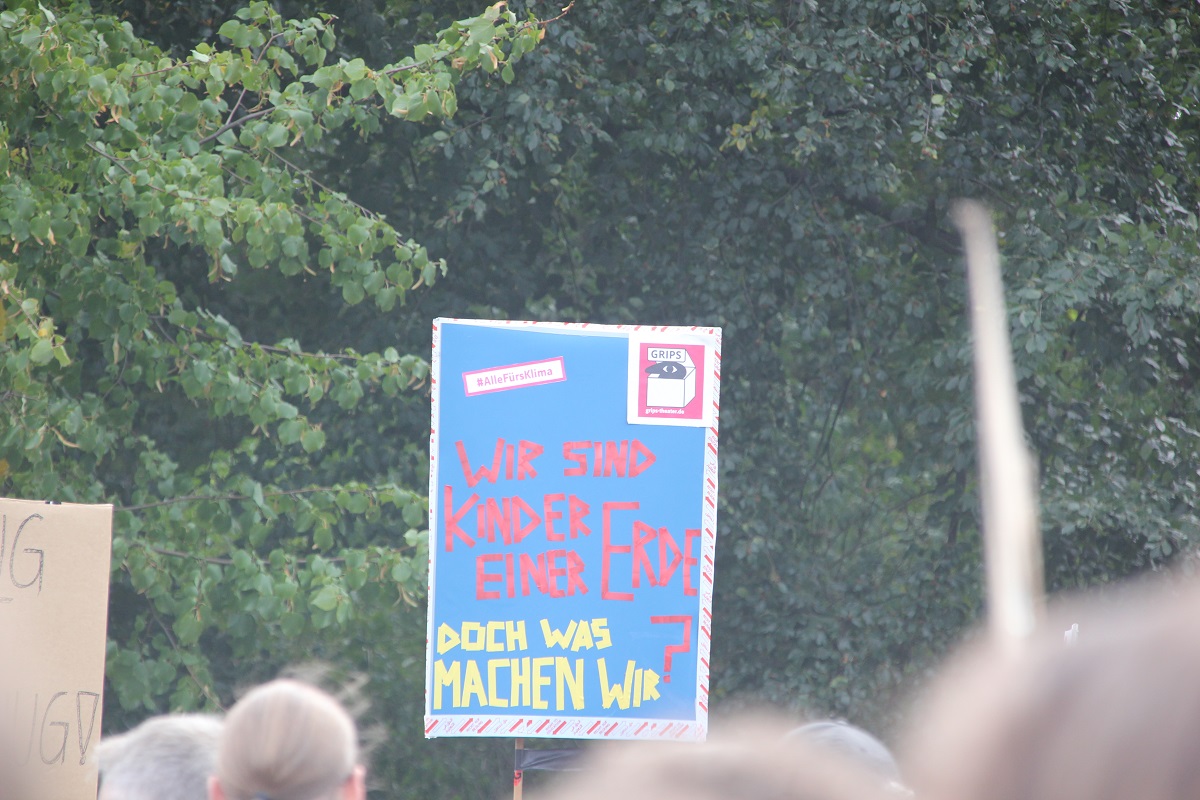 #AlleFürsKlima
GRIPS
grips-theater.de
WIR SIND
KINDER
EINER ERDE
DOCH WAS
MACHEN WIR?